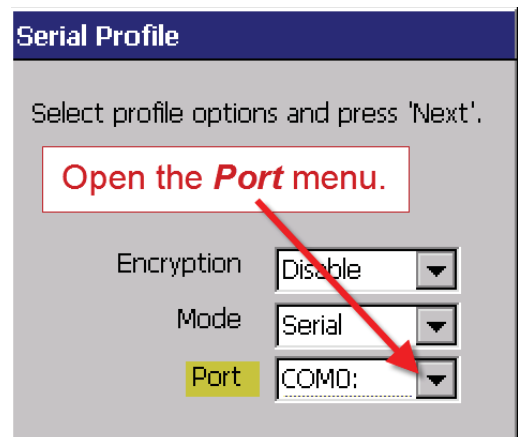 Serial Profile
Select profile options and press 'Next'.
Open the Port menu.
Encryption Disable
Mode Serial
Port COM0: